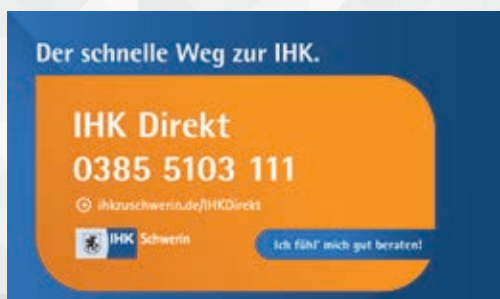 Der schnelle Weg zur IHK.
IHK Direkt
0385 5103 111
ihkzuschwerin.de/IHKDirekt
IHK Schwerin
Ich fühl' mich gut beraten!